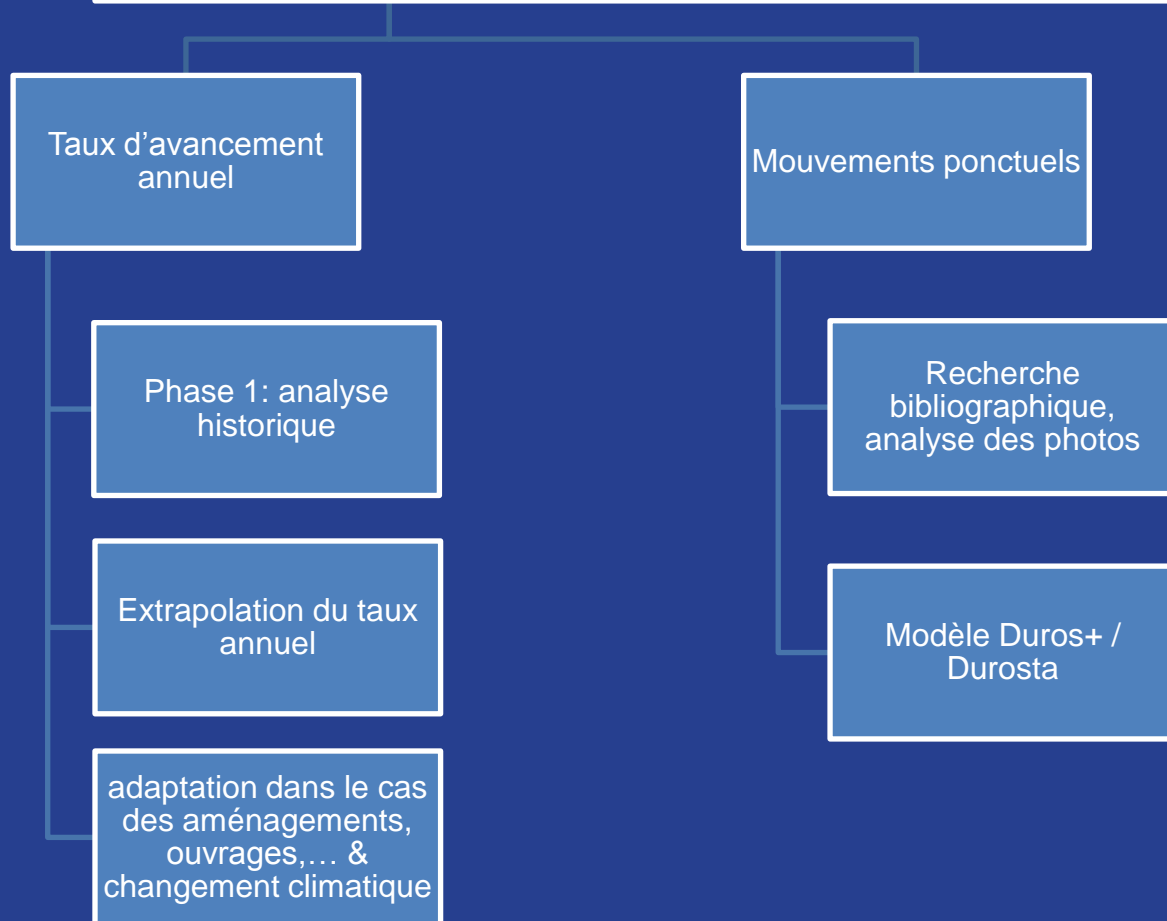 Taux d’avancement
annuel
Mouvements ponctuels
Phase 1: analyse
historique
Recherche
bibliographique,
analyse des photos
Extrapolation du taux
annuel
Modèle Duros+ /
Durosta
adaptation dans le cas
des aménagements,
ouvrages,… &
changement climatique